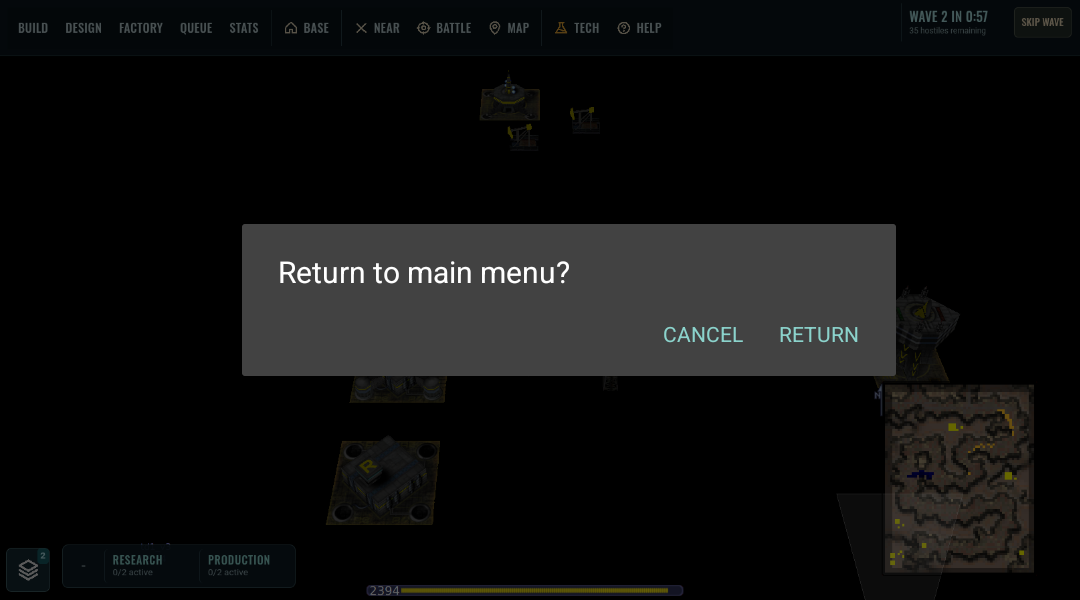 BUILD DESIGN FACTORY QUEUE STATS BASE NEAR BATTLE MAP TECH HELP
WAVE 2 IN 0:57
35 hostiles remaining
SKIP WAVE
Return to main menu?
CANCEL RETURN
R
N
2
- RESEARCH PRODUCTION
0/2 active 0/2 active
2394